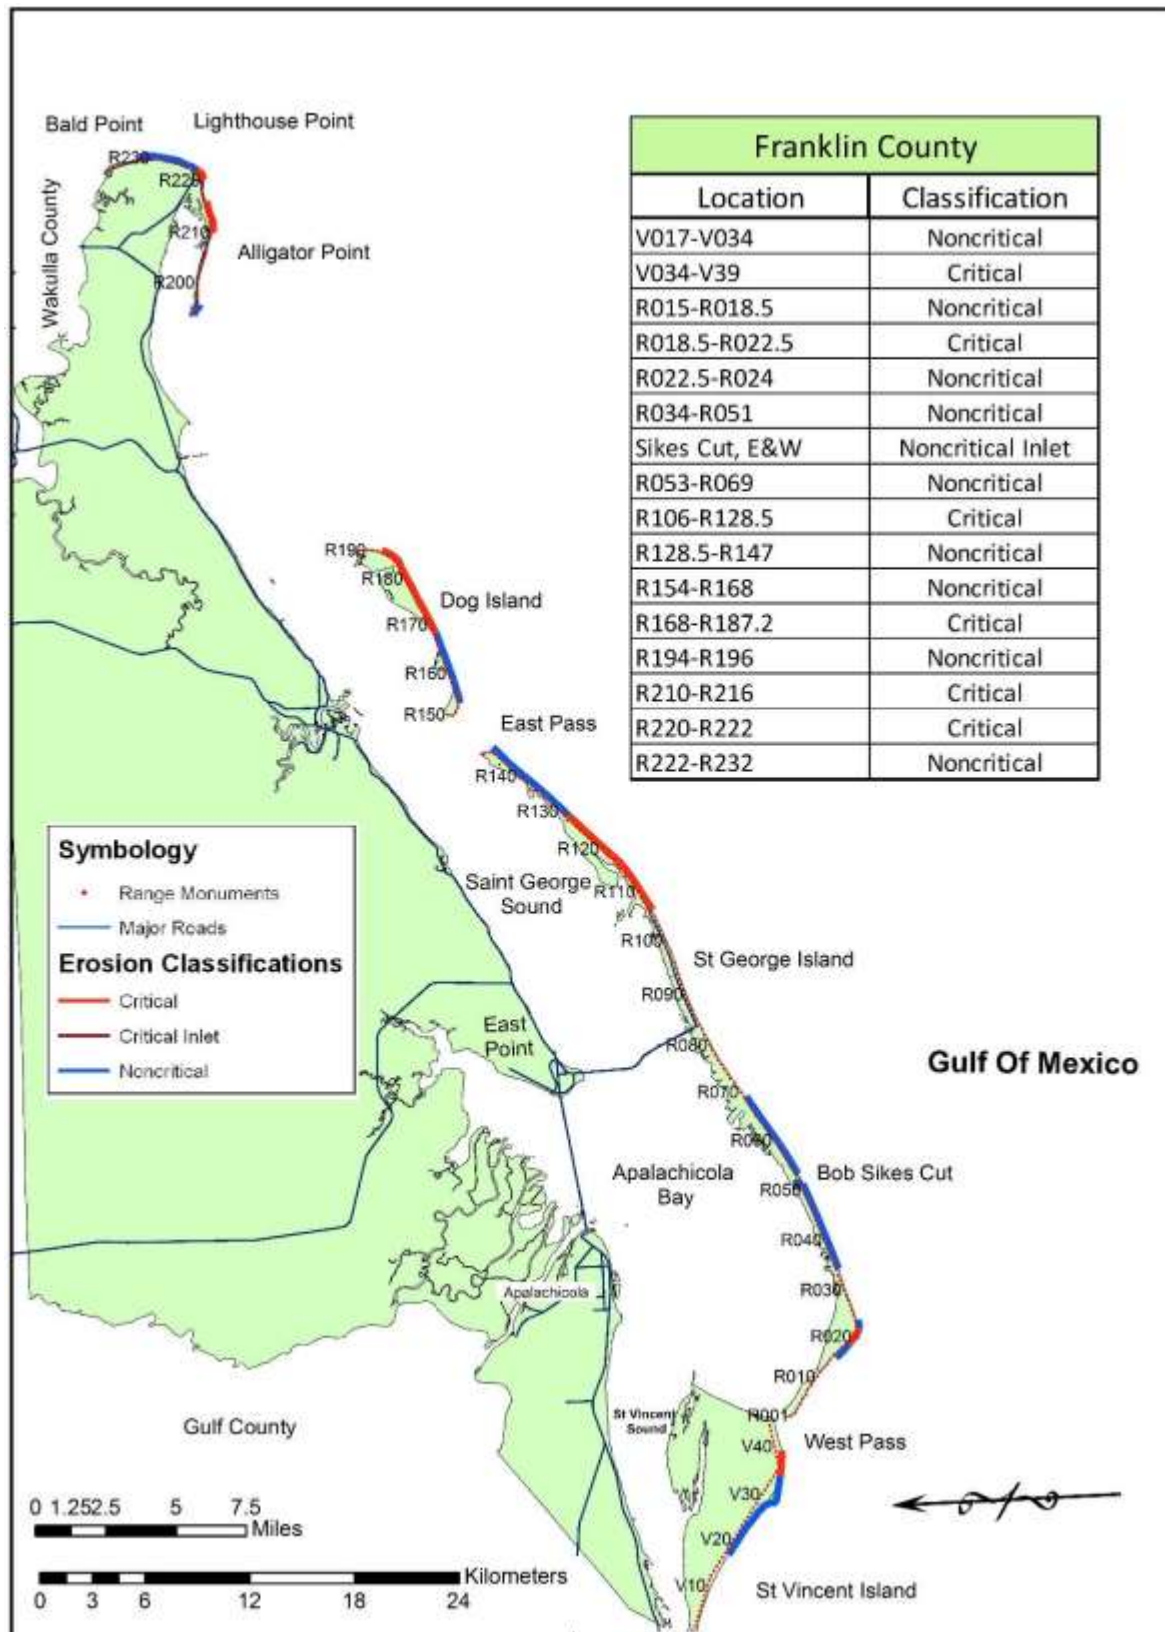 Bald Point
Lighthouse Point
R230
R220
Wakulla County
R210
Alligator Point
R200
Franklin County
Location Classification
V017-V034 Noncritical
V034-V39 Critical
R015-R018.5 Noncritical
R018.5-R022.5 Critical
R022.5-R024 Noncritical
R034-R051 Noncritical
Sikes Cut, E&W Noncritical Inlet
R053-R069 Noncritical
R106-R128.5 Critical
R128.5-R147 Noncritical
R154-R168 Noncritical
R168-R187.2 Critical
R194-R196 Noncritical
R210-R216 Critical
R220-R222 Critical
R222-R232 Noncritical
R190
R180
Dog Island
R170
R160
R150
East Pass
R140
R130
R120
Saint George
Sound
R110
R100
St George Island
R090
East
Point
R080
Gulf Of Mexico
R070
R060
Apalachicola
Bay
Bob Sikes Cut
R050
R040
R030
Apalachicola
R020
R010
St Vincent
Sound
R001
Gulf County
V40
West Pass
V30
V20
V10
St Vincent Island
Symbology
Range Monuments
Major Roads
Erosion Classifications
Critical
Critical Inlet
Noncritical
0 1.252.5 5 7.5
Miles
Kilometers
0 3 6 12 18 24